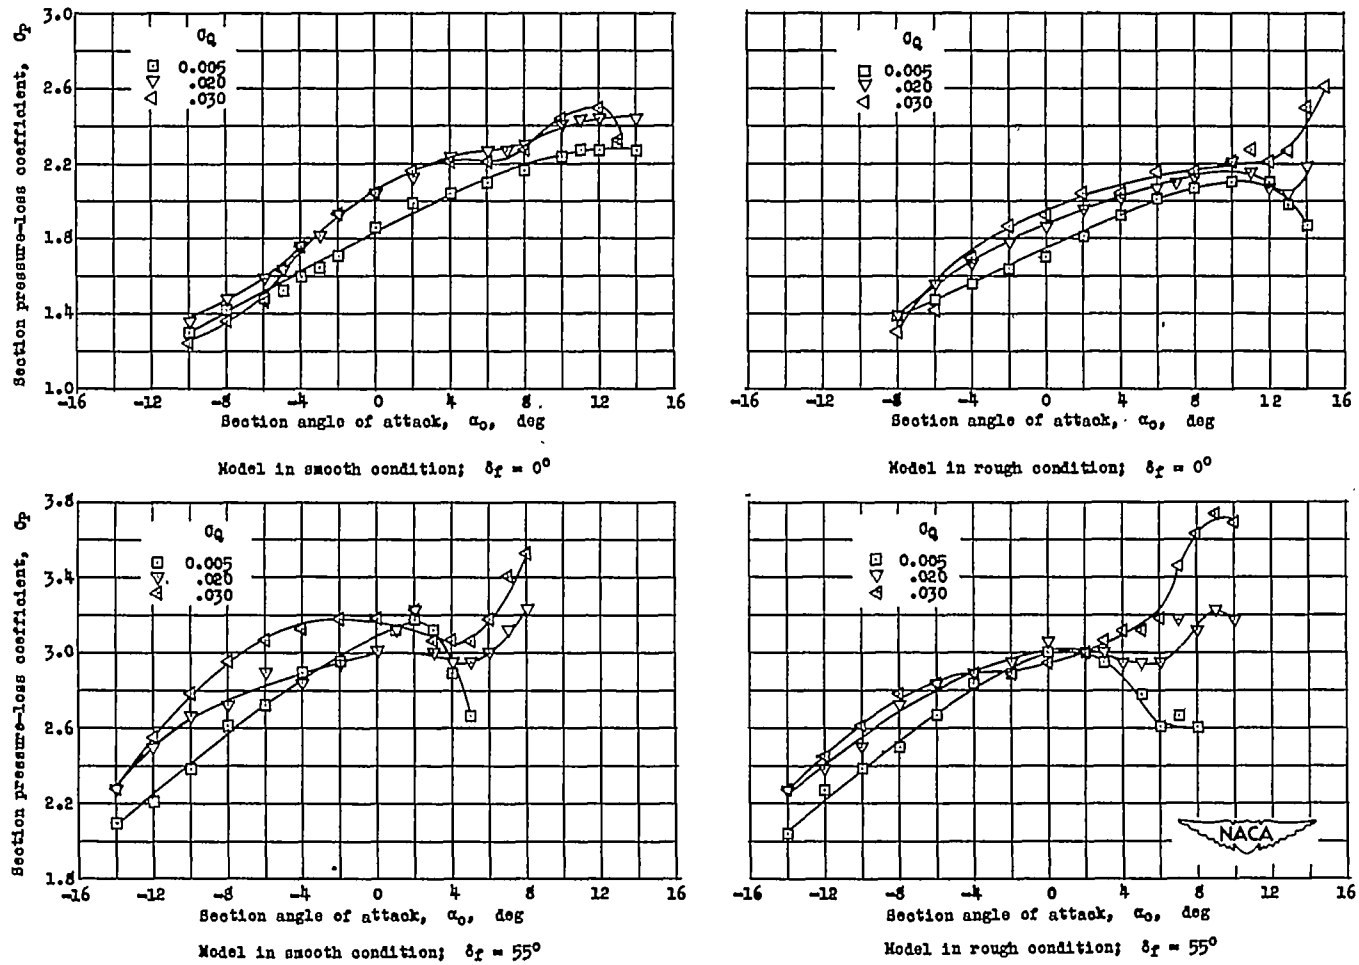 Section pressure-loss coefficient, Cp
3.0
2.6
2.2
1.8
1.4
1.0
CQ
0.005
.020
.030
-16 -12 -8 -4 0 4 8 12 16
Section angle of attack, α₀, deg
Model in smooth condition; δf = 0°
CQ
0.005
.020
.030
-16 -12 -8 -4 0 4 8 12 16
Section angle of attack, α₀, deg
Model in rough condition; δf = 0°
Section pressure-loss coefficient, Cp
3.8
3.4
3.0
2.6
2.2
1.8
CQ
0.005
.020
.030
-16 -12 -8 -4 0 4 8 12 16
Section angle of attack, α₀, deg
Model in smooth condition; δf = 55°
CQ
0.005
.020
.030
NACA
-16 -12 -8 -4 0 4 8 12 16
Section angle of attack, α₀, deg
Model in rough condition; δf = 55°